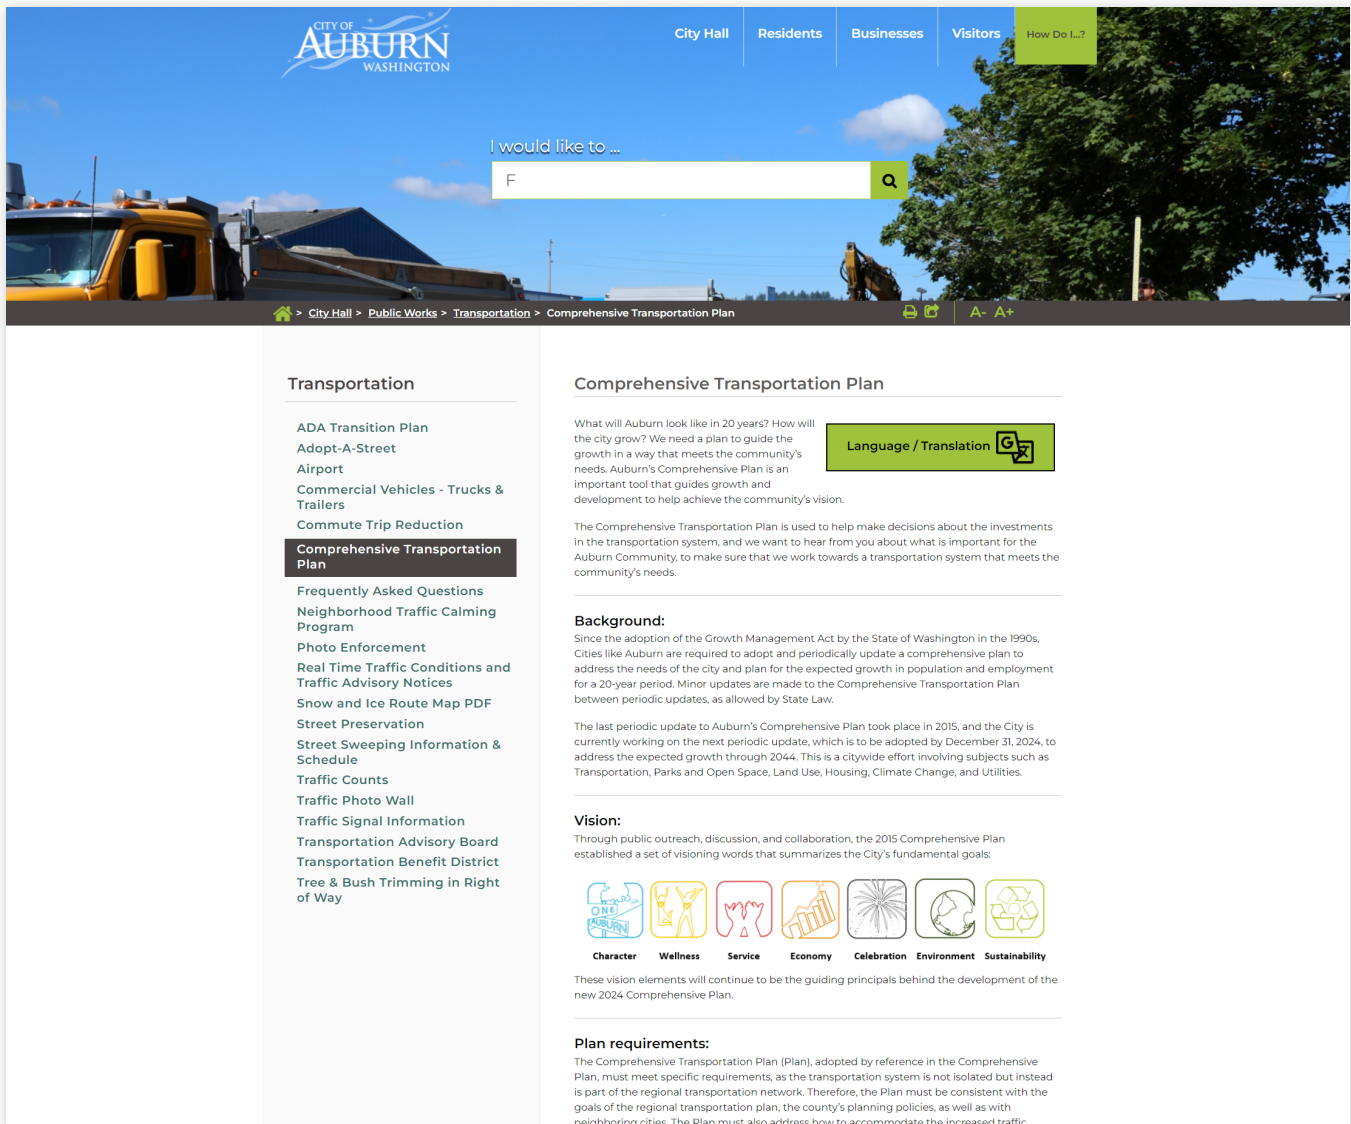 CITY OF
AUBURN
WASHINGTON
City Hall
Residents
Businesses
Visitors
How Do I...?
I would like to ...
F
> City Hall > Public Works > Transportation > Comprehensive Transportation Plan
A- A+
Transportation
ADA Transition Plan
Adopt-A-Street
Airport
Commercial Vehicles - Trucks &
Trailers
Commute Trip Reduction
Comprehensive Transportation
Plan
Frequently Asked Questions
Neighborhood Traffic Calming
Program
Photo Enforcement
Real Time Traffic Conditions and
Traffic Advisory Notices
Snow and Ice Route Map PDF
Street Preservation
Street Sweeping Information &
Schedule
Traffic Counts
Traffic Photo Wall
Traffic Signal Information
Transportation Advisory Board
Transportation Benefit District
Tree & Bush Trimming in Right
of Way
Comprehensive Transportation Plan
What will Auburn look like in 20 years? How will
the city grow? We need a plan to guide the
growth in a way that meets the community's
needs. Auburn's Comprehensive Plan is an
important tool that guides growth and
development to help achieve the community's vision.
Language / Translation
The Comprehensive Transportation Plan is used to help make decisions about the investments
in the transportation system, and we want to hear from you about what is important for the
Auburn Community, to make sure that we work towards a transportation system that meets the
community's needs.
Background:
Since the adoption of the Growth Management Act by the State of Washington in the 1990s,
Cities like Auburn are required to adopt and periodically update a comprehensive plan to
address the needs of the city and plan for the expected growth in population and employment
for a 20-year period. Minor updates are made to the Comprehensive Transportation Plan
between periodic updates, as allowed by State Law.
The last periodic update to Auburn's Comprehensive Plan took place in 2015, and the City is
currently working on the next periodic update, which is to be adopted by December 31, 2024, to
address the expected growth through 2044. This is a citywide effort involving subjects such as
Transportation, Parks and Open Space, Land Use, Housing, Climate Change, and Utilities.
Vision:
Through public outreach, discussion, and collaboration, the 2015 Comprehensive Plan
established a set of visioning words that summarizes the City's fundamental goals:
ONE
AUBURN
Character Wellness Service Economy Celebration Environment Sustainability
These vision elements will continue to be the guiding principals behind the development of the
new 2024 Comprehensive Plan.
Plan requirements:
The Comprehensive Transportation Plan (Plan), adopted by reference in the Comprehensive
Plan, must meet specific requirements, as the transportation system is not isolated but instead
is part of the regional transportation network. Therefore, the Plan must be consistent with the
goals of the regional transportation plan, the county's planning policies, as well as with
neighboring cities. The Plan must also address how to accommodate the increased traffic